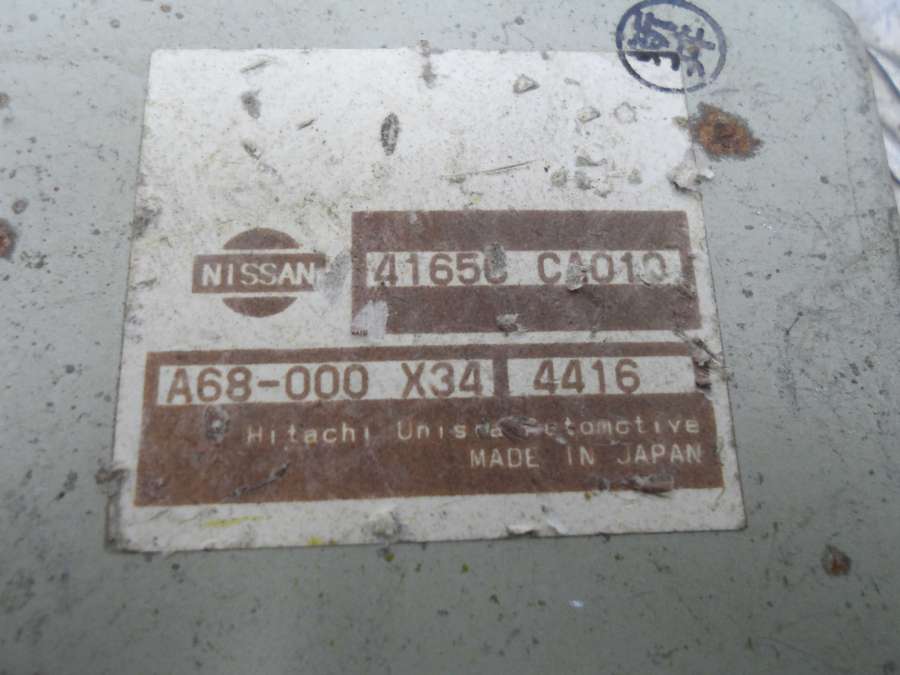 NISSAN
41650 CA010
A68-000 X34 4416
Hitachi Unisia Automotive
MADE IN JAPAN